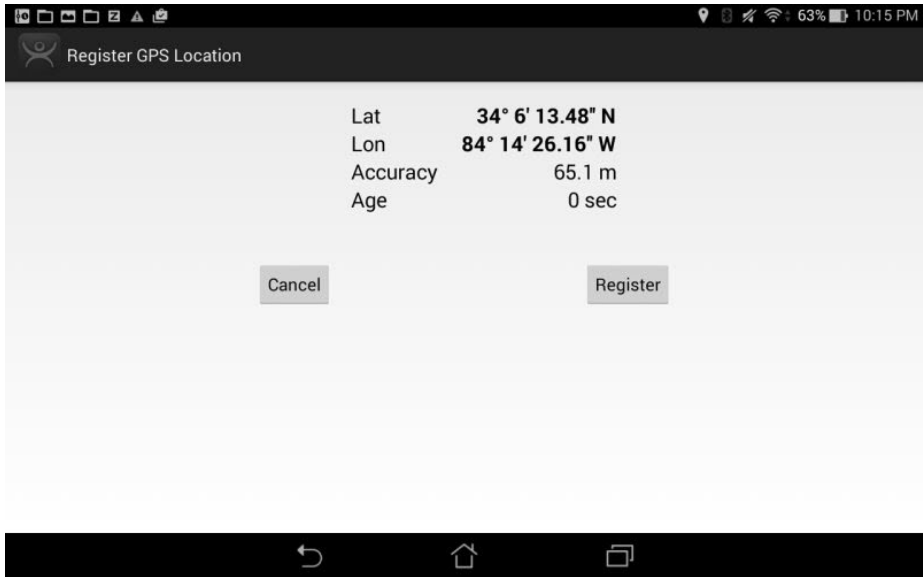 63% 10:15 PM
Register GPS Location
Lat 34° 6' 13.48" N
Lon 84° 14' 26.16" W
Accuracy 65.1 m
Age 0 sec
Cancel Register